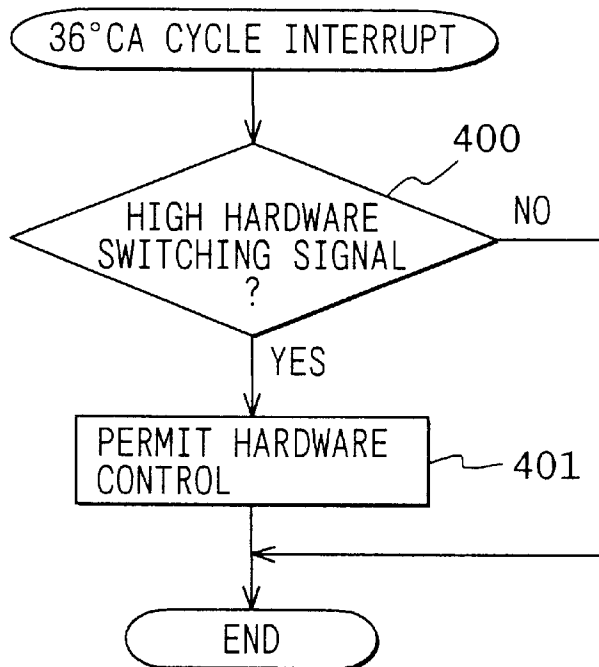 36°CA CYCLE INTERRUPT
400
HIGH HARDWARE
SWITCHING SIGNAL
?
NO
YES
PERMIT HARDWARE
CONTROL
401
END